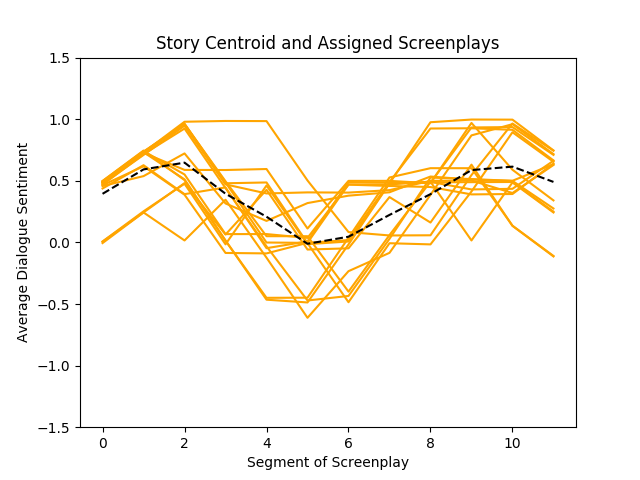 Story Centroid and Assigned Screenplays
1.5
1.0
0.5
0.0
−0.5
−1.0
−1.5
Average Dialogue Sentiment
0 2 4 6 8 10
Segment of Screenplay